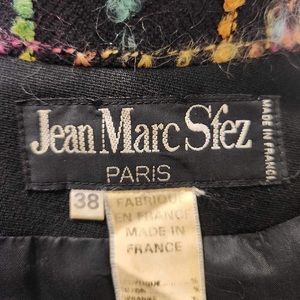 Jean Marc Sfez
PARIS
MADE IN FRANCE
38
FABRIQUE
EN FRANCE
MADE IN
FRANCE